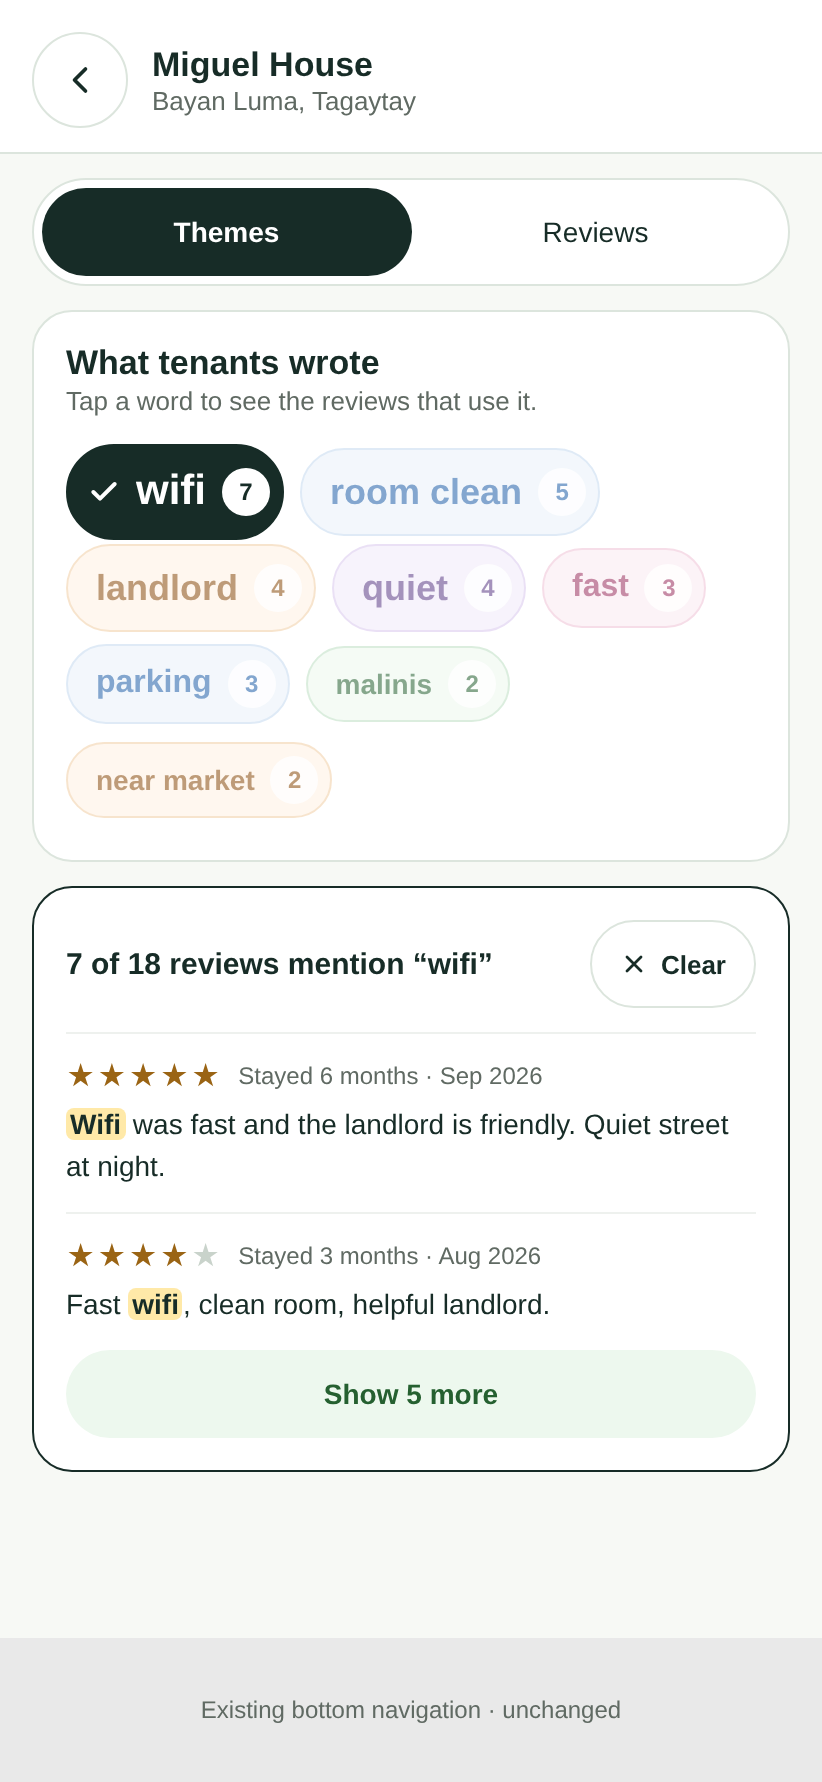 Miguel House
Bayan Luma, Tagaytay
Themes
Reviews
What tenants wrote
Tap a word to see the reviews that use it.
wifi 7
room clean 5
landlord 4
quiet 4
fast 3
parking 3
malinis 2
near market 2
7 of 18 reviews mention “wifi”
Clear
Stayed 6 months · Sep 2026
Wifi was fast and the landlord is friendly. Quiet street
at night.
Stayed 3 months · Aug 2026
Fast wifi, clean room, helpful landlord.
Show 5 more
Existing bottom navigation · unchanged